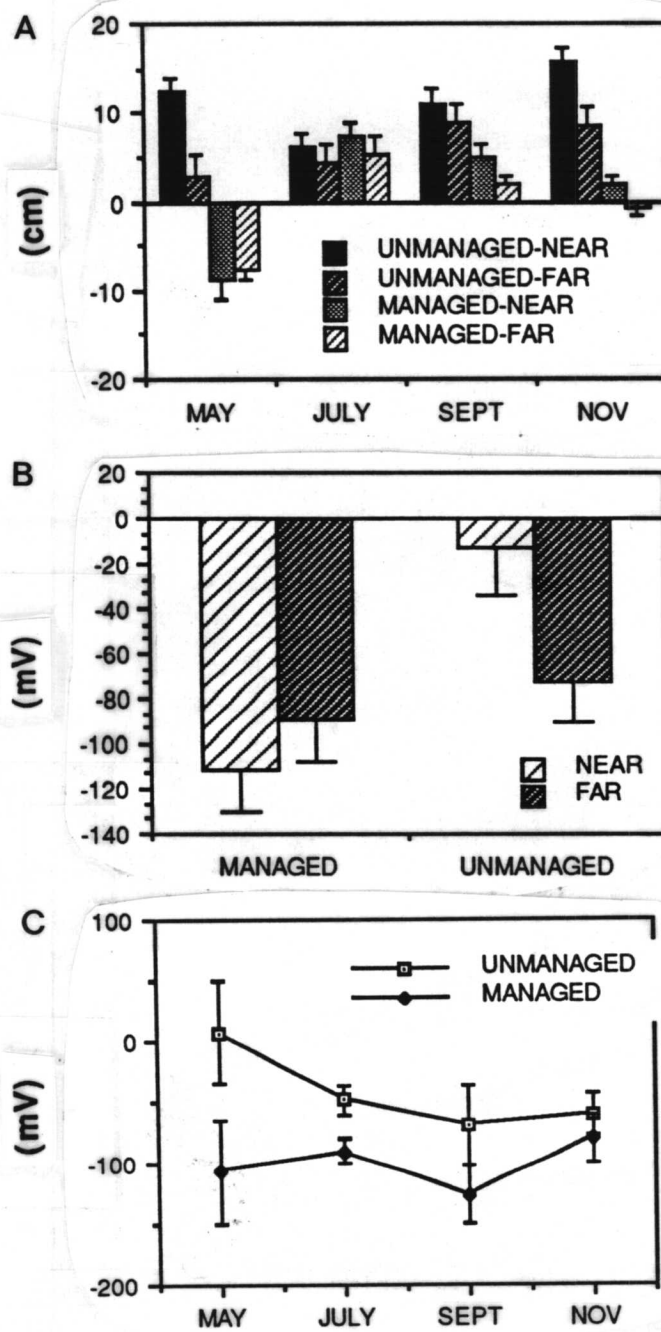 A
20
10
0
-10
-20
(cm)
UNMANAGED-NEAR
UNMANAGED-FAR
MANAGED-NEAR
MANAGED-FAR
MAY JULY SEPT NOV
B
20
0
-20
-40
-60
-80
-100
-120
-140
(mV)
NEAR
FAR
MANAGED UNMANAGED
C
100
0
-100
-200
(mV)
UNMANAGED
MANAGED
MAY JULY SEPT NOV